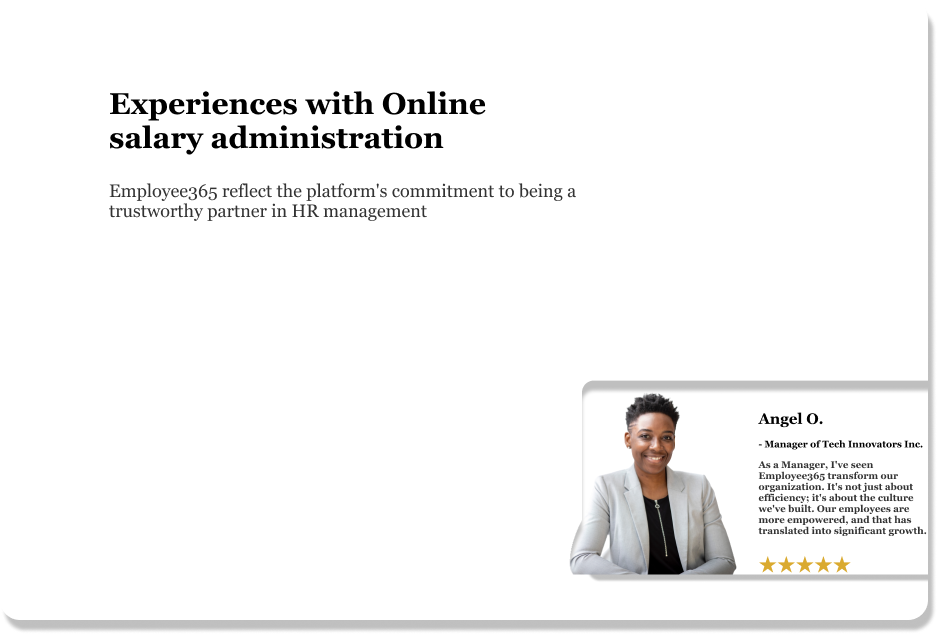 Experiences with Online
salary administration
Employee365 reflect the platform's commitment to being a
trustworthy partner in HR management
Angel O.
- Manager of Tech Innovators Inc.
As a Manager, I've seen
Employee365 transform our
organization. It's not just about
efficiency; it's about the culture
we've built. Our employees are
more empowered, and that has
translated into significant growth.